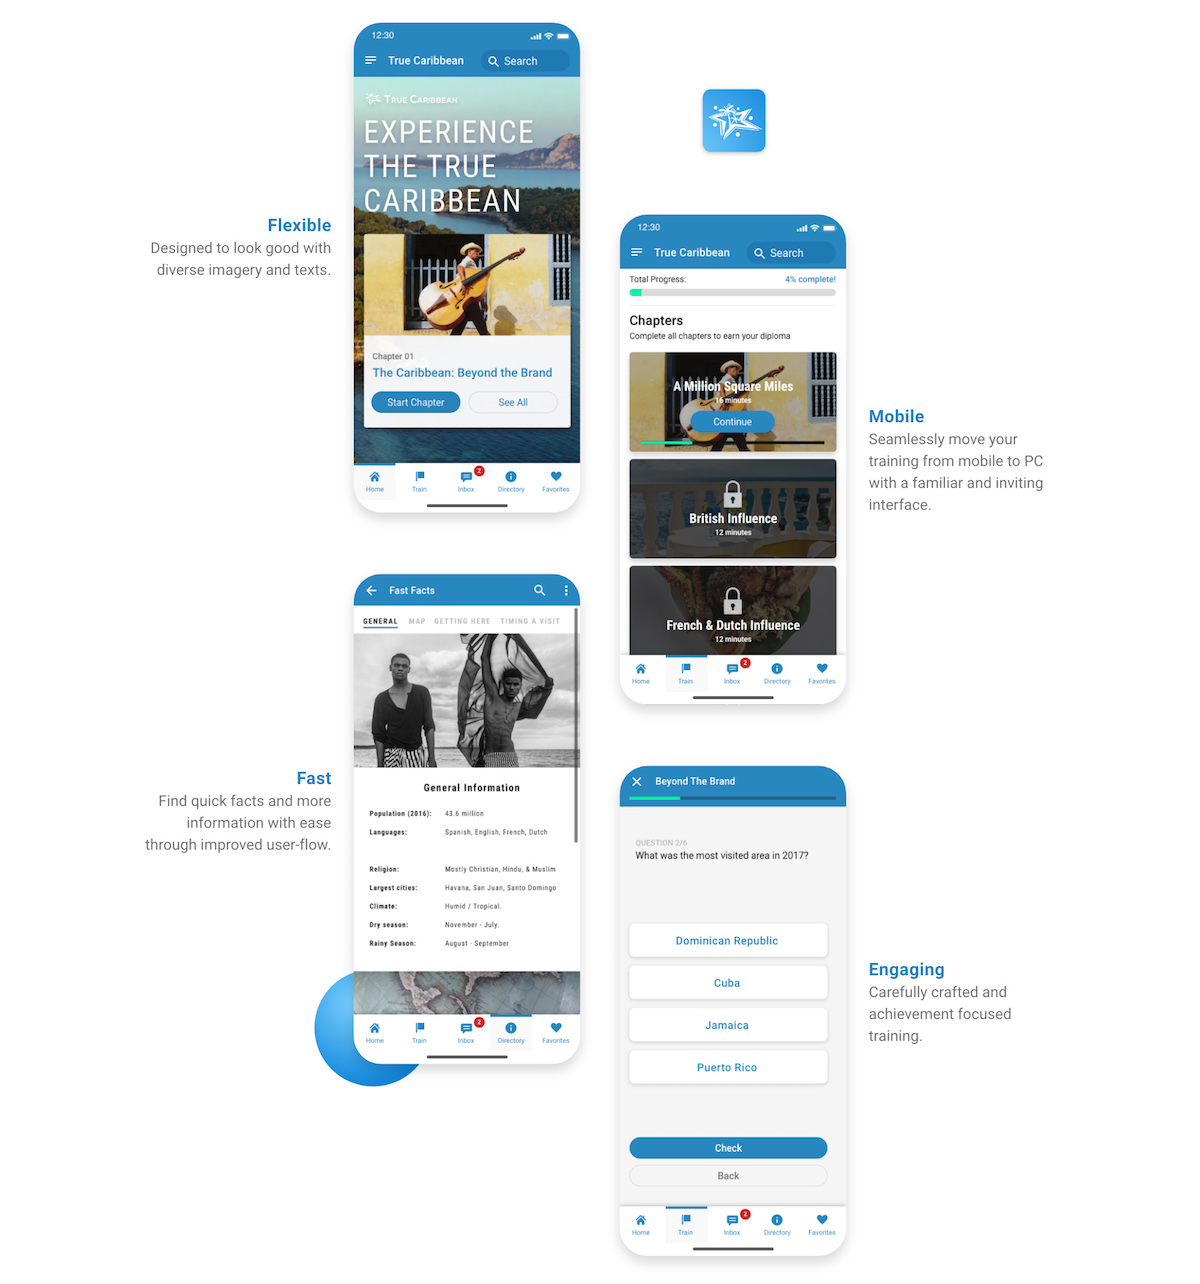 12:30
True Caribbean
Search
TRUE CARIBBEAN
EXPERIENCE
THE TRUE
CARIBBEAN
Chapter 01
The Caribbean: Beyond the Brand
Start Chapter
See All
2
Home
Train
Inbox
Directory
Favorites
Flexible
Designed to look good with
diverse imagery and texts.
12:30
True Caribbean
Search
Total Progress:
4% complete!
Chapters
Complete all chapters to earn your diploma
A Million Square Miles
16 minutes
Continue
British Influence
12 minutes
French & Dutch Influence
12 minutes
2
Home
Train
Inbox
Directory
Favorites
Mobile
Seamlessly move your
training from mobile to PC
with a familiar and inviting
interface.
Fast Facts
GENERAL MAP GETTING HERE TIMING A VISIT
General Information
Population (2016): 43.6 million
Languages: Spanish, English, French, Dutch
Religion: Mostly Christian, Hindu, & Muslim
Largest cities: Havana, San Juan, Santo Domingo
Climate: Humid / Tropical.
Dry season: November - July.
Rainy Season: August - September
2
Home
Train
Inbox
Directory
Favorites
Fast
Find quick facts and more
information with ease
through improved user-flow.
Beyond The Brand
QUESTION 2/6
What was the most visited area in 2017?
Dominican Republic
Cuba
Jamaica
Puerto Rico
Check
Back
2
Home
Train
Inbox
Directory
Favorites
Engaging
Carefully crafted and
achievement focused
training.